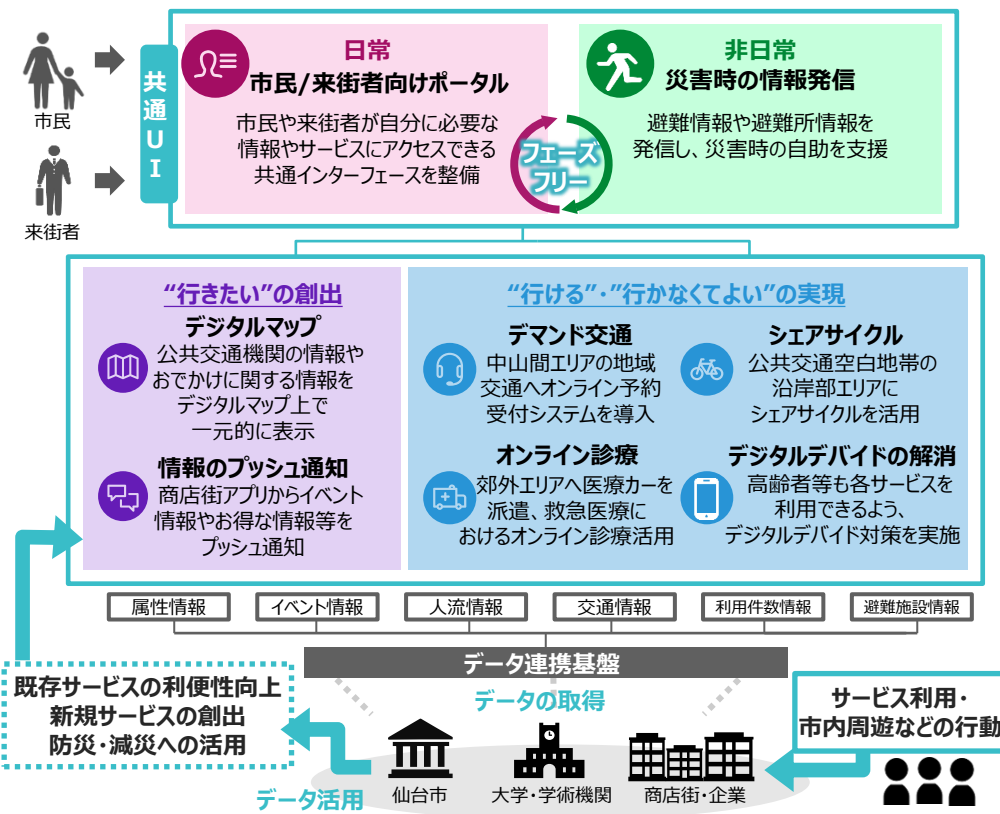 市民
来街者
共通UI
日常
市民/来街者向けポータル
市民や来街者が自分に必要な
情報やサービスにアクセスできる
共通インターフェースを整備
フェーズ
フリー
非日常
災害時の情報発信
避難情報や避難所情報を
発信し、災害時の自助を支援
“行きたい”の創出
デジタルマップ
公共交通機関の情報や
おでかけに関する情報を
デジタルマップ上で
一元的に表示
情報のプッシュ通知
商店街アプリからイベント
情報やお得な情報等を
プッシュ通知
“行ける”・”行かなくてよい”の実現
デマンド交通
中山間エリアの地域
交通へオンライン予約
受付システムを導入
シェアサイクル
公共交通空白地帯の
沿岸部エリアに
シェアサイクルを活用
オンライン診療
郊外エリアへ医療カーを
派遣、救急医療に
おけるオンライン診療活用
デジタルデバイドの解消
高齢者等も各サービスを
利用できるよう、
デジタルデバイド対策を実施
属性情報
イベント情報
人流情報
交通情報
利用件数情報
避難施設情報
データ連携基盤
データの取得
既存サービスの利便性向上
新規サービスの創出
防災・減災への活用
サービス利用・
市内周遊などの行動
データ活用
仙台市
大学・学術機関
商店街・企業